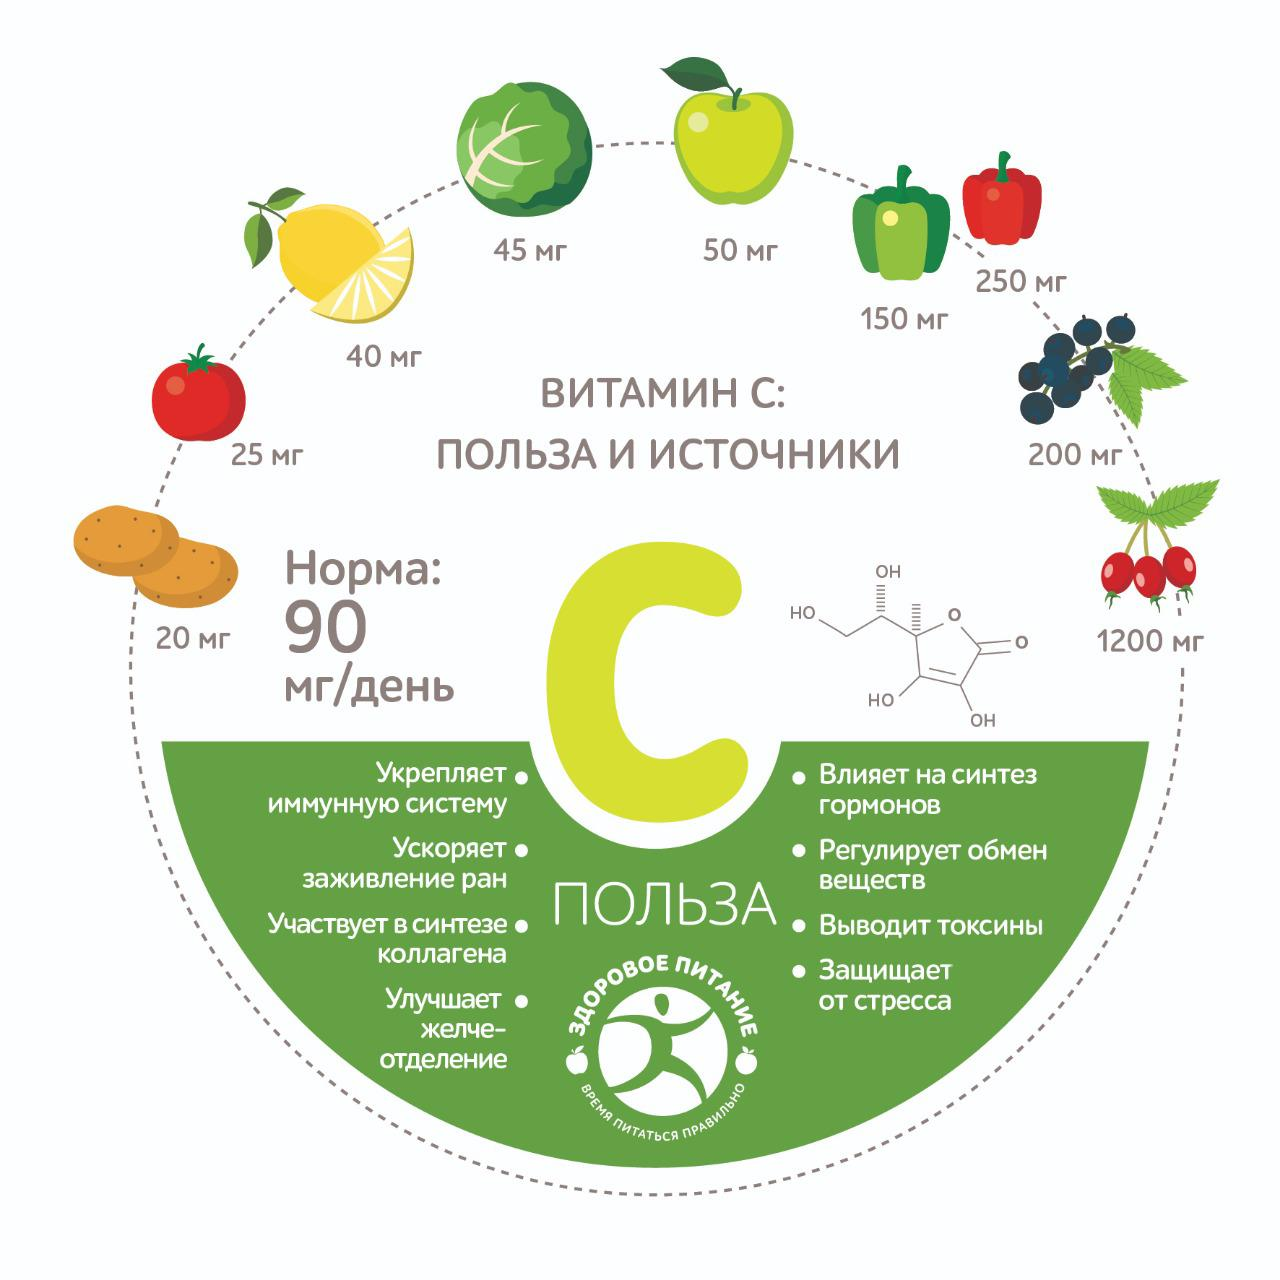 45 мг
50 мг
250 мг
150 мг
40 мг
ВИТАМИН С:
ПОЛЬЗА И ИСТОЧНИКИ
25 мг
200 мг
20 мг
1200 мг
Норма:
90
мг/день
С
OH
HO
O
O
HO
OH
Укрепляет
иммунную систему
Ускоряет
заживление ран
Участвует в синтезе
коллагена
Улучшает
желче-
отделение
ПОЛЬЗА
Влияет на синтез
гормонов
Регулирует обмен
веществ
Выводит токсины
Защищает
от стресса
ЗДОРОВОЕ ПИТАНИЕ
ВРЕМЯ ПИТАТЬСЯ ПРАВИЛЬНО